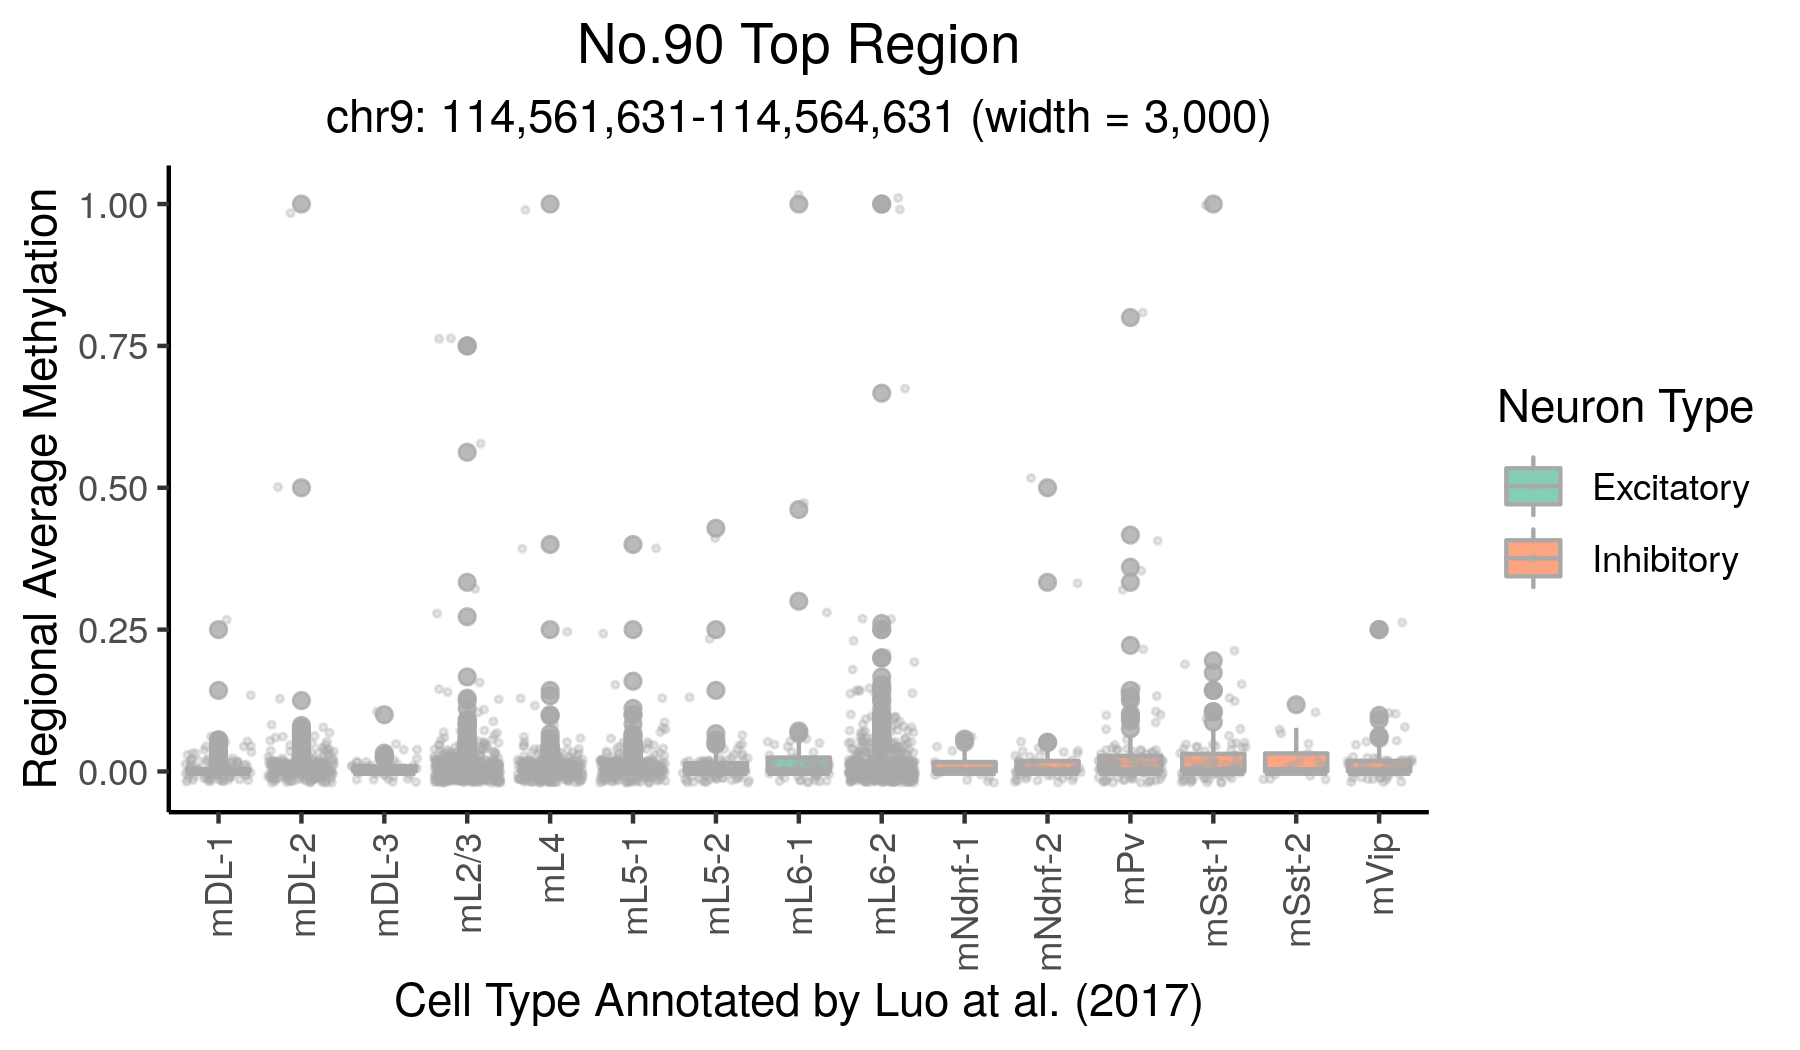 No.90 Top Region
chr9: 114,561,631-114,564,631 (width = 3,000)
Regional Average Methylation
1.00
0.75
0.50
0.25
0.00
mDL-1
mDL-2
mDL-3
mL2/3
mL4
mL5-1
mL5-2
mL6-1
mL6-2
mNdnf-1
mNdnf-2
mPv
mSst-1
mSst-2
mVip
Cell Type Annotated by Luo at al. (2017)
Neuron Type
Excitatory
Inhibitory